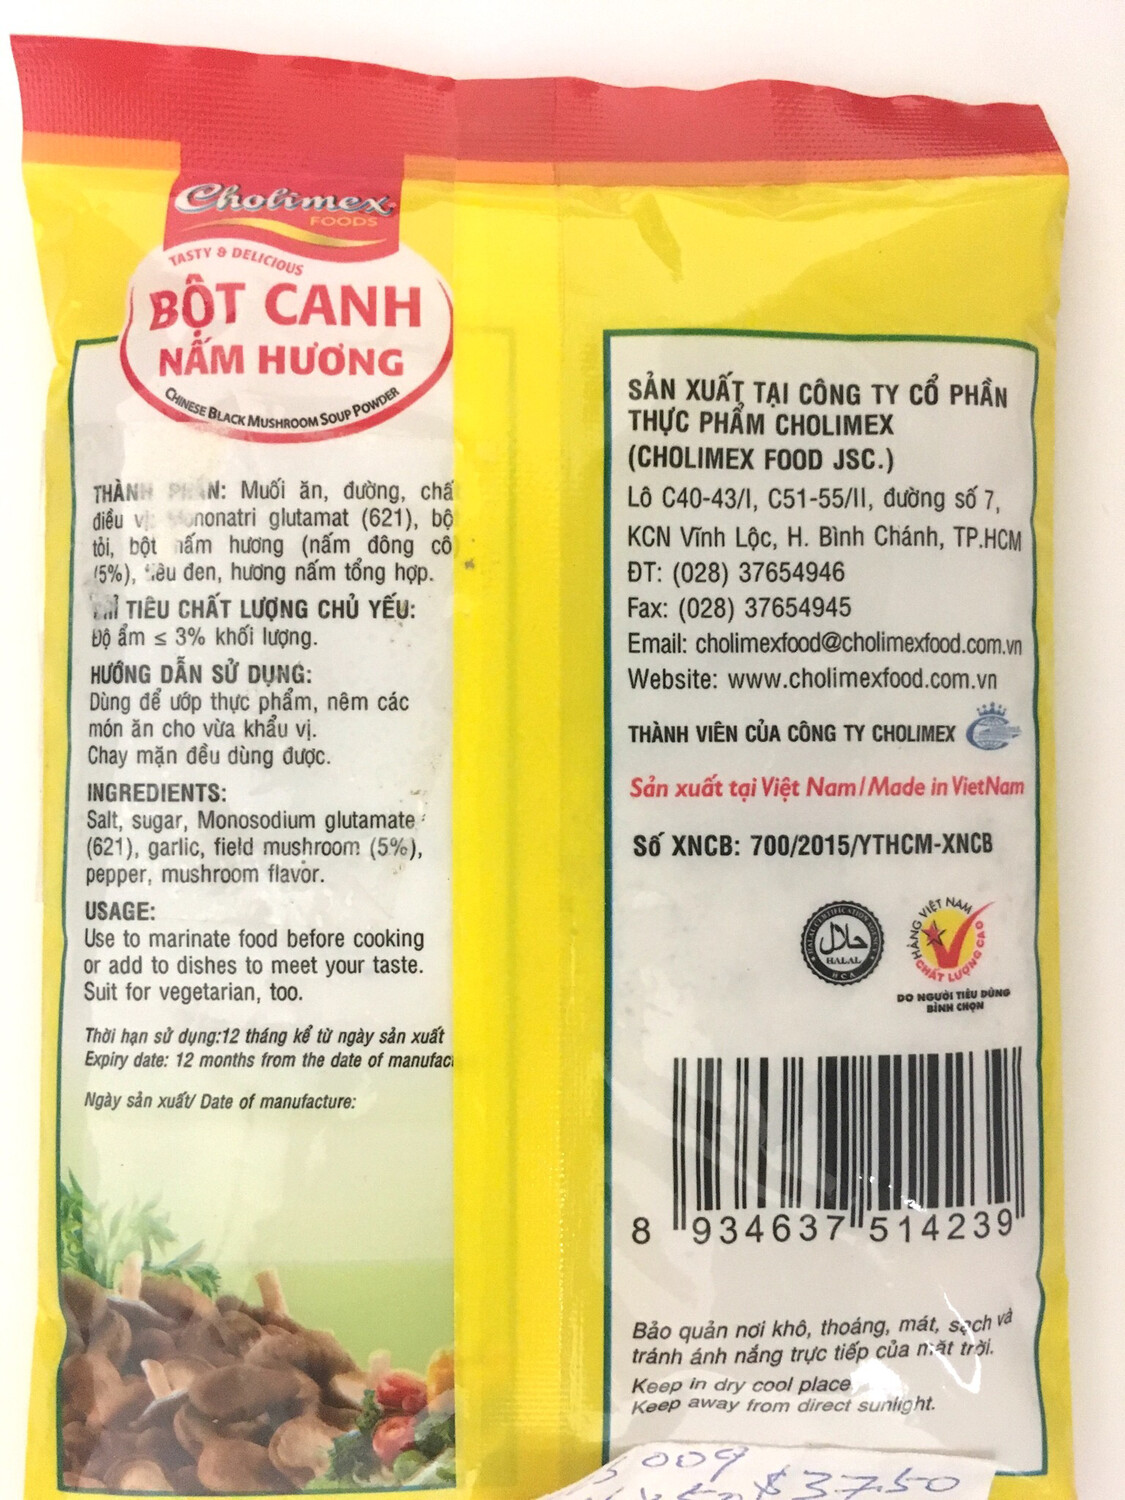 Cholimex
FOODS
TASTY & DELICIOUS
BỘT CANH
NẤM HƯƠNG
CHINESE BLACK MUSHROOM SOUP POWDER
Muối ăn, đường,
điều glutamat (621),
tỏi, bột nấm hương (nấm đông
(5%), đen, hương nấm tổng hợp.
TIÊU CHẤT LƯỢNG CHỦ YẾU:
Độ ẩm ≤ 3% khối lượng.
HƯỚNG DẪN SỬ DỤNG:
Dùng để ướp thực phẩm, nêm các
món ăn cho vừa khẩu vị.
Chay mặn đều dùng được.
INGREDIENTS:
Salt, sugar, Monosodium glutamate
(621), garlic, field mushroom (5%),
pepper, mushroom flavor.
USAGE:
Use to marinate food before cooking
or add to dishes to meet your taste.
Suit for vegetarian, too.
Thời hạn sử dụng:12 tháng kể từ ngày sản xuất
Expiry date: 12 months from the date of
Ngày sản xuất/ Date of manufacture:
SẢN XUẤT TẠI CÔNG TY CỔ PHẦN
THỰC PHẨM CHOLIMEX
(CHOLIMEX FOOD JSC.)
Lô C40-43/I, C51-55/II, đường số 7,
KCN Vĩnh Lộc, H. Bình Chánh, TP.HCM
ĐT: (028) 37654946
Fax: (028) 37654945
Email: cholimexfood@cholimexfood.com.vn
Website: www.cholimexfood.com.vn
THÀNH VIÊN CỦA CÔNG TY CHOLIMEX
Sản xuất tại Việt Nam/Made in VietNam
Số XNCB: 700/2015/YTHCM-XNCB
HALAL CERTIFICATION AGENCY
حلال
HALAL
HCA
HÀNG VIỆT NAM
CHẤT LƯỢNG CAO
DO NGƯỜI TIÊU DÙNG
BÌNH CHỌN
8 934637 514239
Bảo quản nơi khô, thoáng, mát, sạch và
tránh ánh nắng trực tiếp của mặt trời.
Keep in dry cool place
Keep away from direct sunlight.
009
$37.50